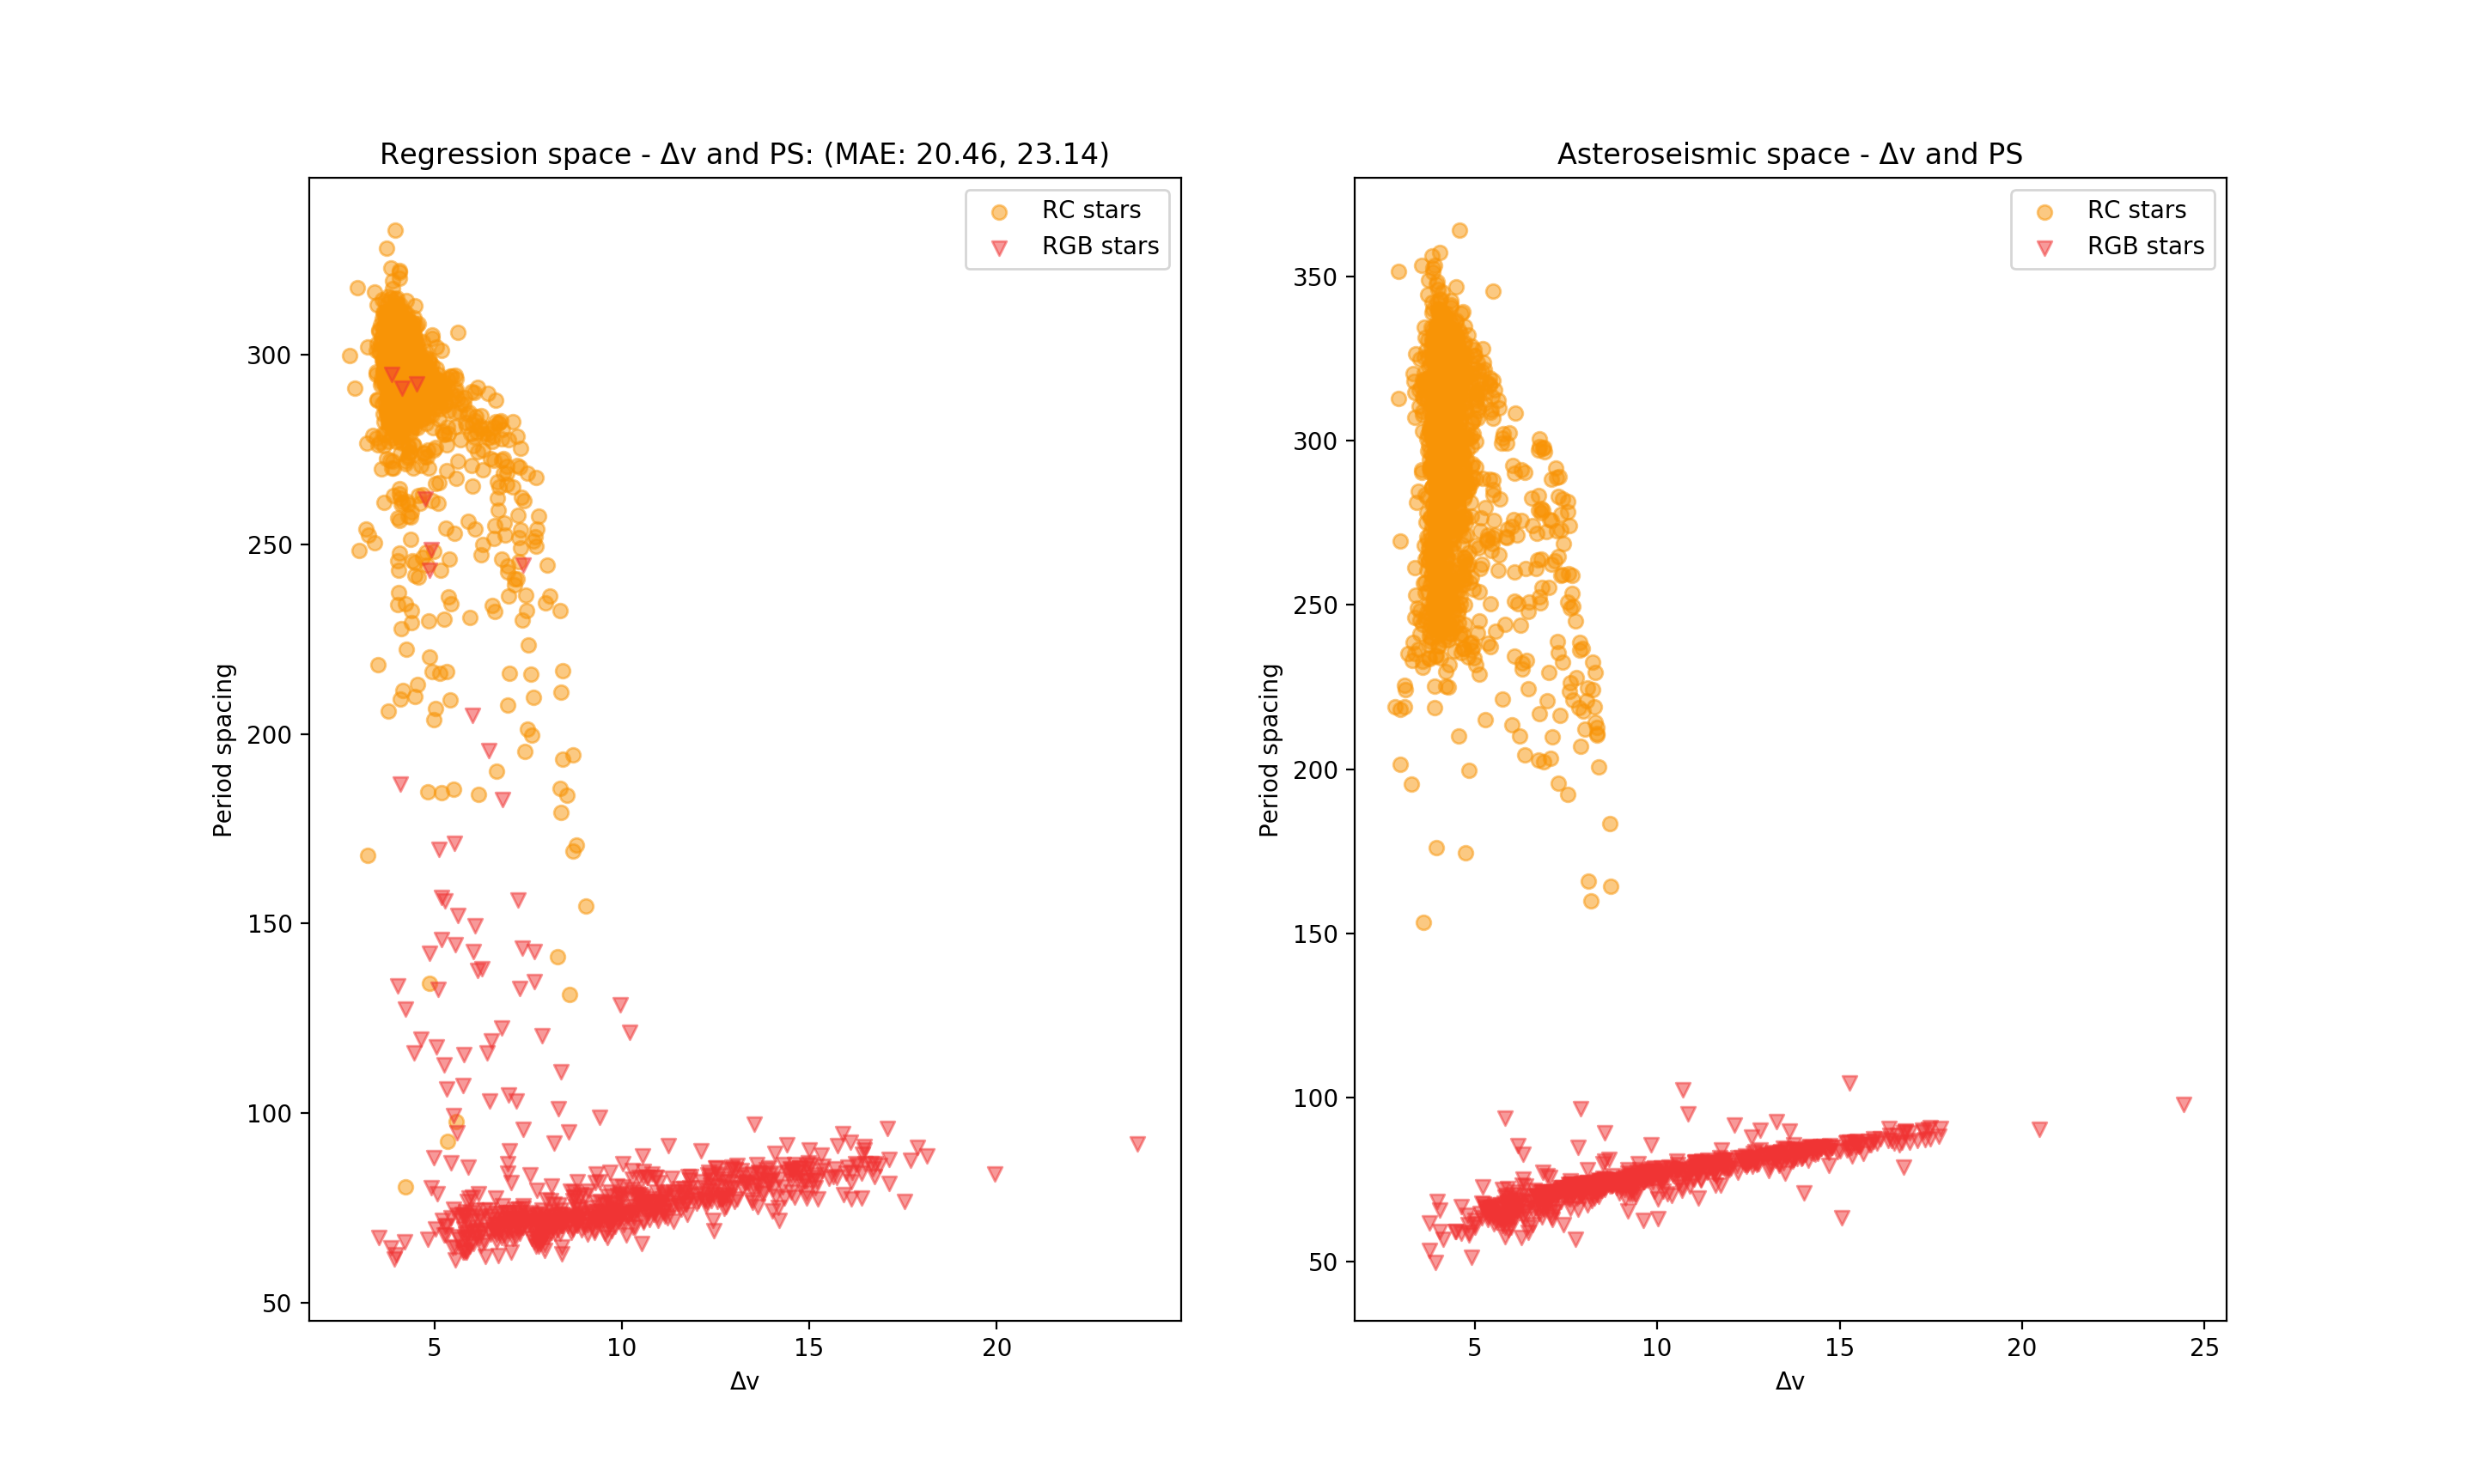 Regression space - Δv and PS: (MAE: 20.46, 23.14)
RC stars
RGB stars
300
250
200
150
100
50
Period spacing
5
10
15
20
Δv
Asteroseismic space - Δv and PS
RC stars
RGB stars
350
300
250
200
150
100
50
Period spacing
5
10
15
20
25
Δv